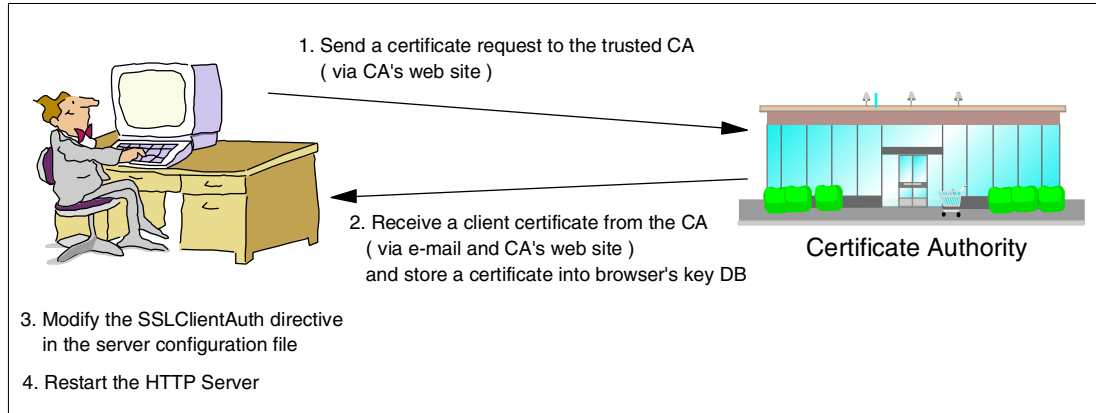 1. Send a certificate request to the trusted CA
( via CA's web site )
2. Receive a client certificate from the CA
( via e-mail and CA's web site )
and store a certificate into browser's key DB
Certificate Authority
3. Modify the SSLClientAuth directive
in the server configuration file
4. Restart the HTTP Server